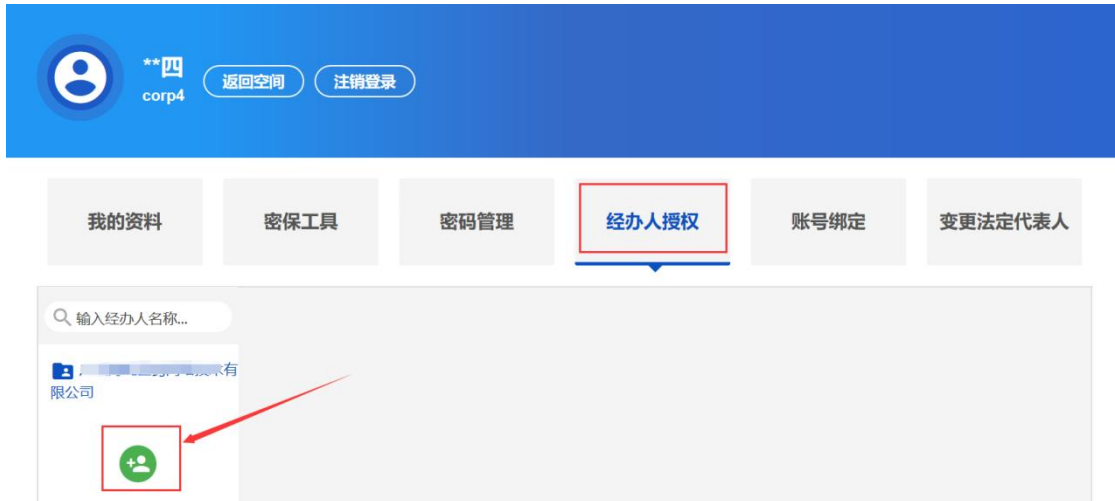 **四
corp4
返回空间
注销登录
我的资料
密保工具
密码管理
经办人授权
账号绑定
变更法定代表人
输入经办人名称...
有
限公司